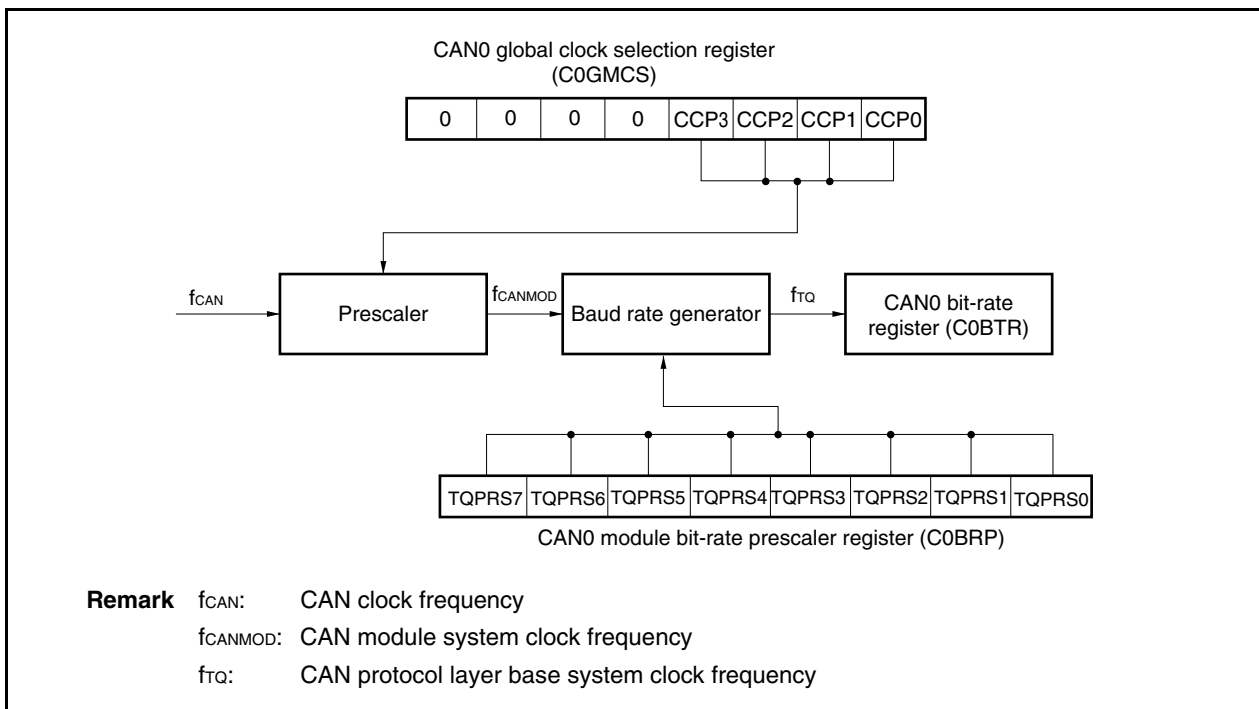 CAN0 global clock selection register
(C0GMCS)
0 0 0 0 CCP3 CCP2 CCP1 CCP0
fCAN
Prescaler
fCANMOD
Baud rate generator
fTQ
CAN0 bit-rate
register (C0BTR)
TQPRS7 TQPRS6 TQPRS5 TQPRS4 TQPRS3 TQPRS2 TQPRS1 TQPRS0
CAN0 module bit-rate prescaler register (C0BRP)
Remark fCAN: CAN clock frequency
fCANMOD: CAN module system clock frequency
fTQ: CAN protocol layer base system clock frequency